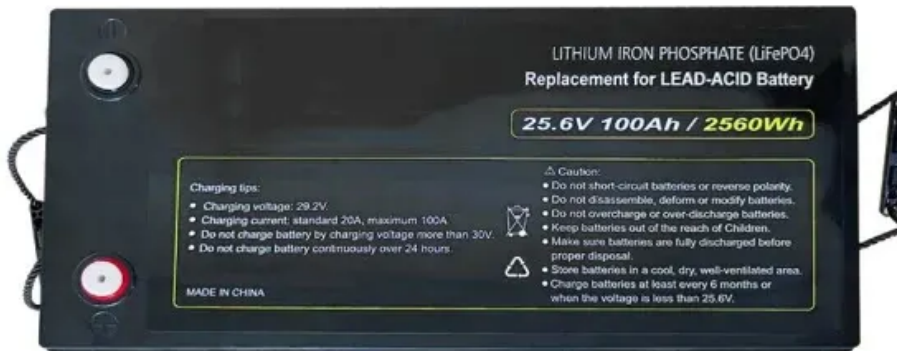 LITHIUM IRON PHOSPHATE (LiFePO4)
Replacement for LEAD-ACID Battery
25.6V 100Ah / 2560Wh
Charging tips:
• Charging voltage: 29.2V.
• Charging current: standard 20A, maximum 100A.
• Do not charge battery by charging voltage more than 30V.
• Do not charge battery continuously over 24 hours.
MADE IN CHINA
⚠ Caution:
• Do not short-circuit batteries or reverse polarity.
• Do not disassemble, deform or modify batteries.
• Do not overcharge or over-discharge batteries.
• Keep batteries out of the reach of Children.
• Make sure batteries are fully discharged before
proper disposal.
• Store batteries in a cool, dry, well-ventilated area.
• Charge batteries at least every 6 months or
when the voltage is less than 25.6V.